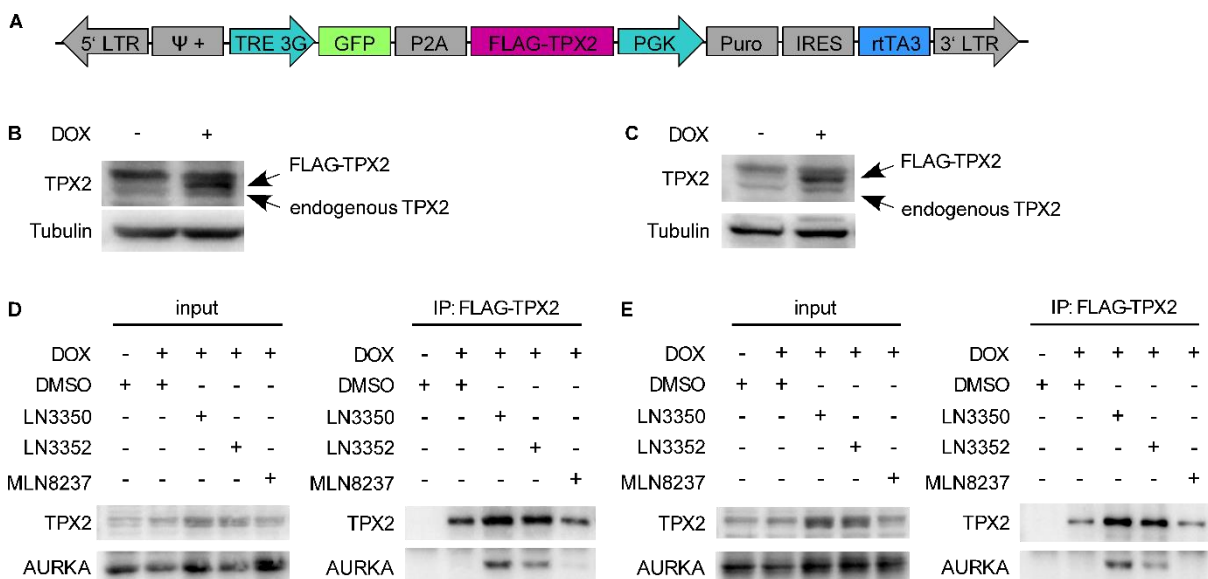 A
5' LTR Ψ + TRE 3G GFP P2A FLAG-TPX2 PGK Puro IRES rtTA3 3' LTR
B
DOX - +
TPX2
FLAG-TPX2
endogenous TPX2
Tubulin
C
DOX - +
TPX2
FLAG-TPX2
endogenous TPX2
Tubulin
D
input
DOX - + + + +
DMSO + + - - -
LN3350 - - + - -
LN3352 - - - + -
MLN8237 - - - - +
TPX2
AURKA
IP: FLAG-TPX2
DOX - + + + +
DMSO + + - - -
LN3350 - - + - -
LN3352 - - - + -
MLN8237 - - - - +
TPX2
AURKA
E
input
DOX - + + + +
DMSO + + - - -
LN3350 - - + - -
LN3352 - - - + -
MLN8237 - - - - +
TPX2
AURKA
IP: FLAG-TPX2
DOX - + + + +
DMSO + + - - -
LN3350 - - + - -
LN3352 - - - + -
MLN8237 - - - - +
TPX2
AURKA